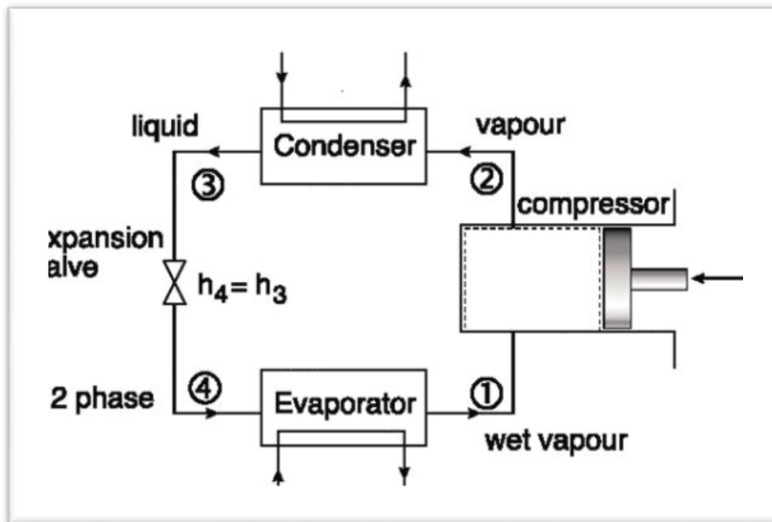 liquid
vapour
Condenser
③
②
compressor
xpansion
alve
h₄ = h₃
2 phase
④
Evaporator
①
wet vapour